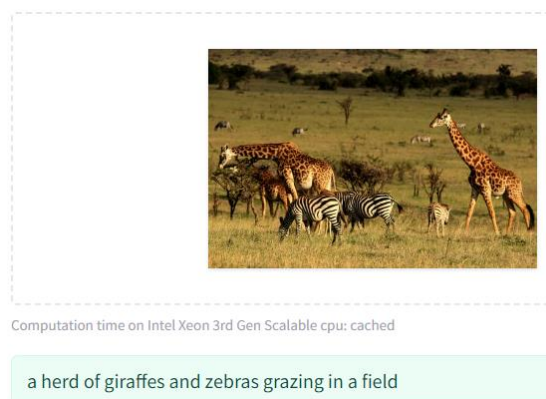 Computation time on Intel Xeon 3rd Gen Scalable cpu: cached
a herd of giraffes and zebras grazing in a field